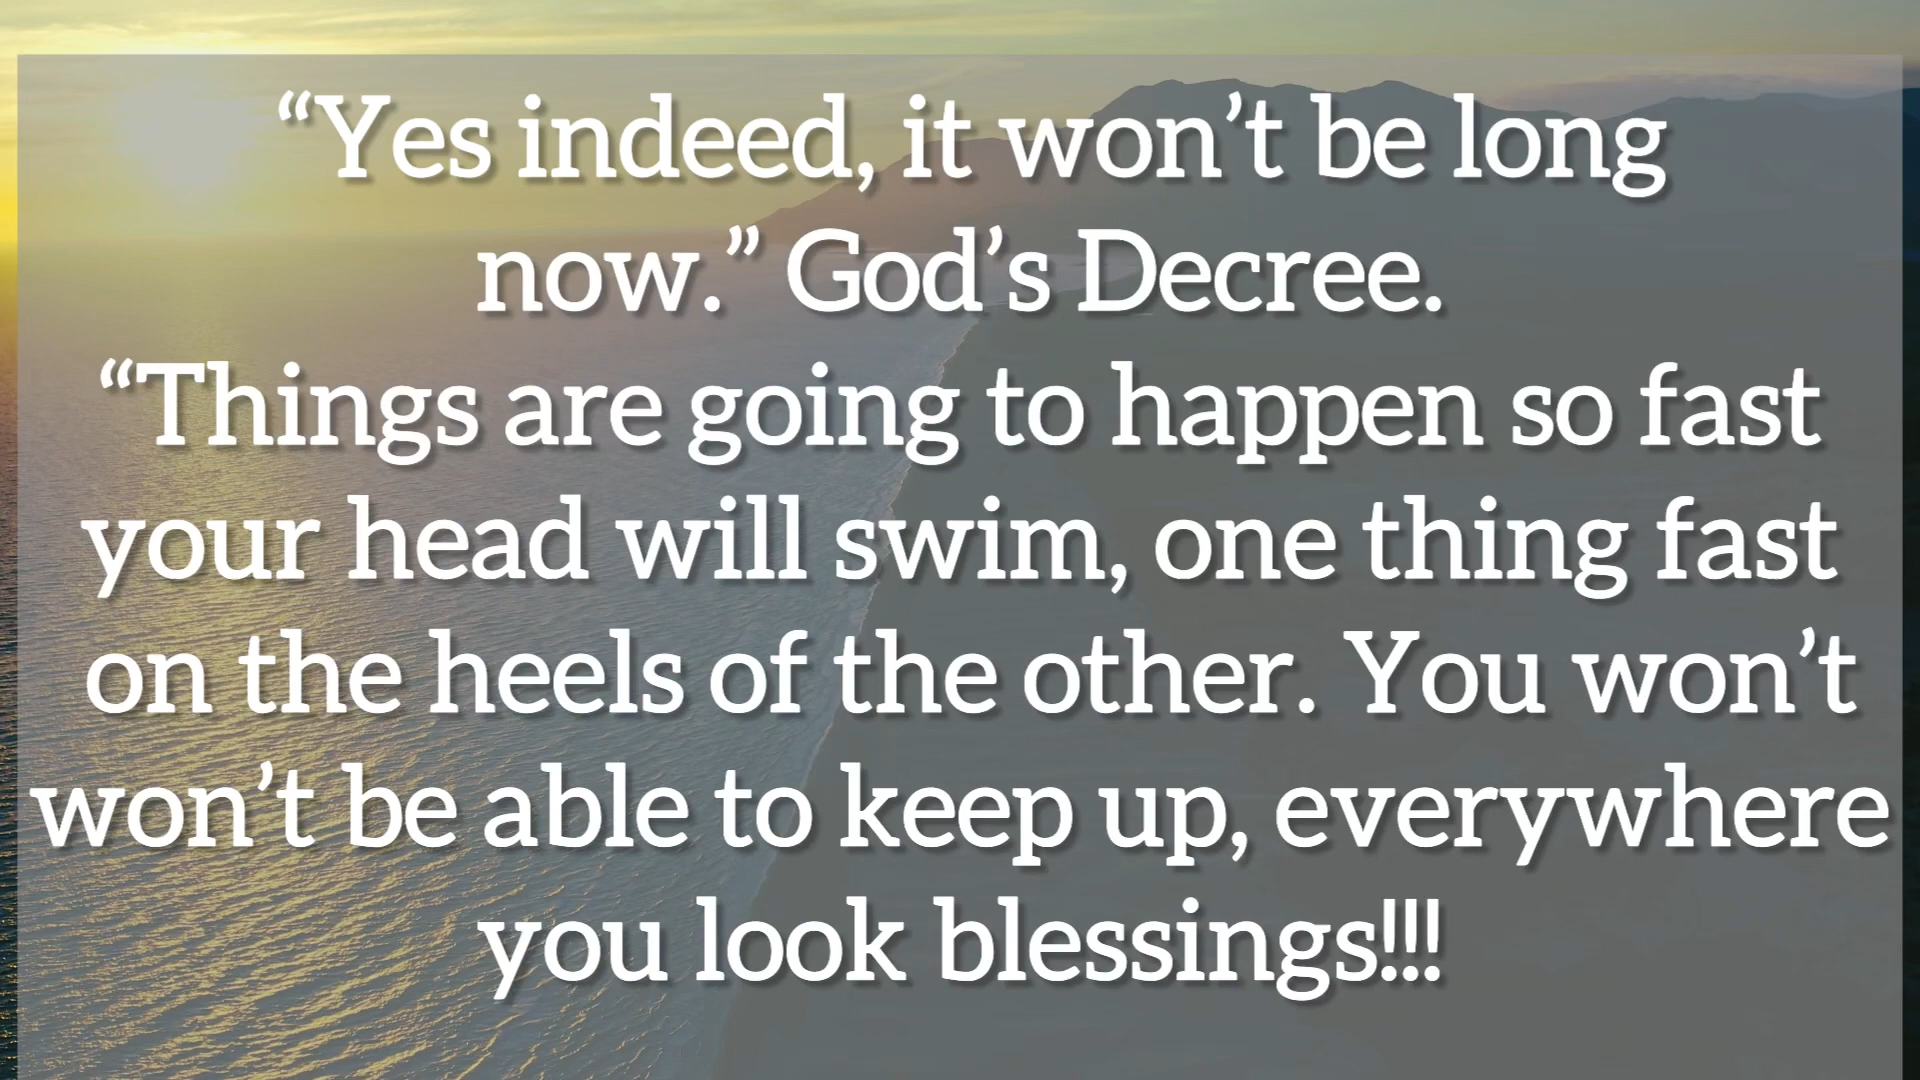 “Yes indeed, it won’t be long
now.” God’s Decree.
“Things are going to happen so fast
your head will swim, one thing fast
on the heels of the other. You won’t
won’t be able to keep up, everywhere
you look blessings!!!